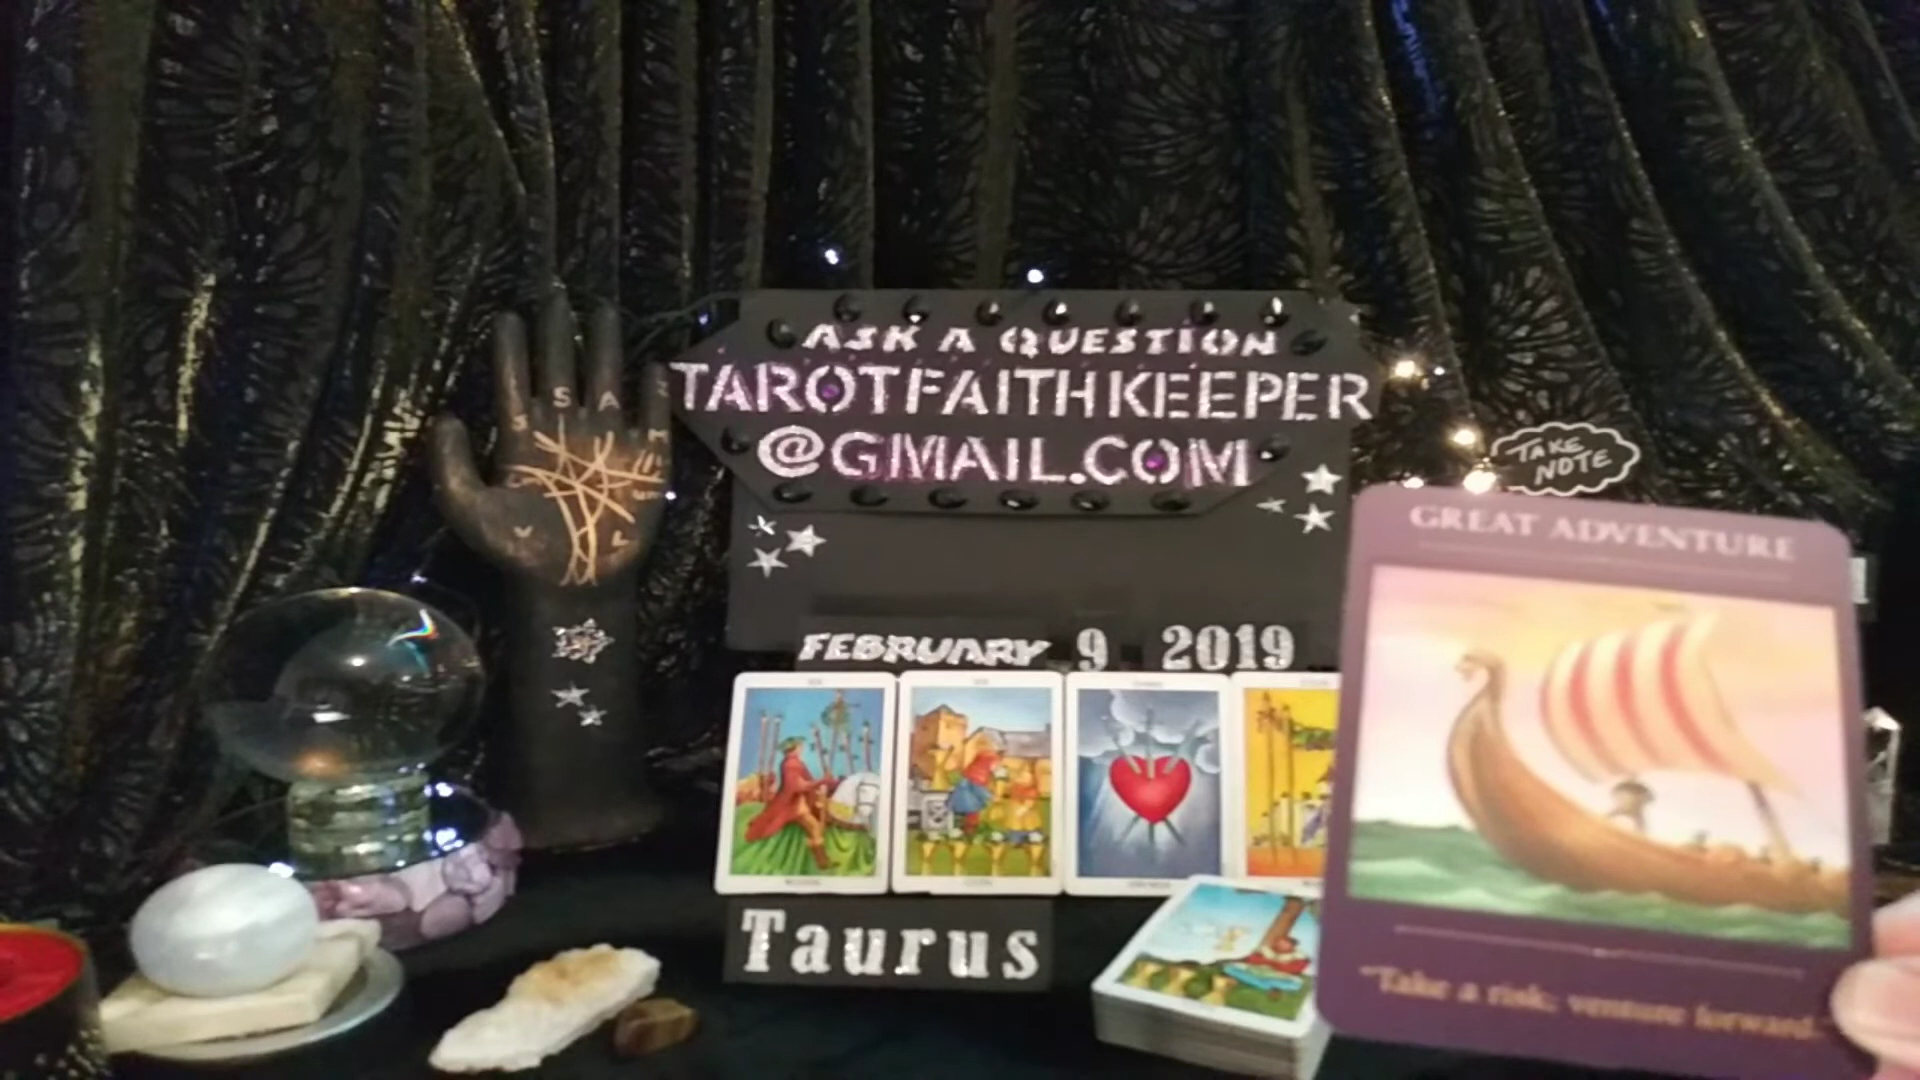 ASK A QUESTION
TAROTFAITHKEEPER
@GMAIL.COM
TAKE
NOTE
GREAT ADVENTURE
FEBRUARY 9 2019
Taurus
"Take a risk; venture forward."
S A
S
V L